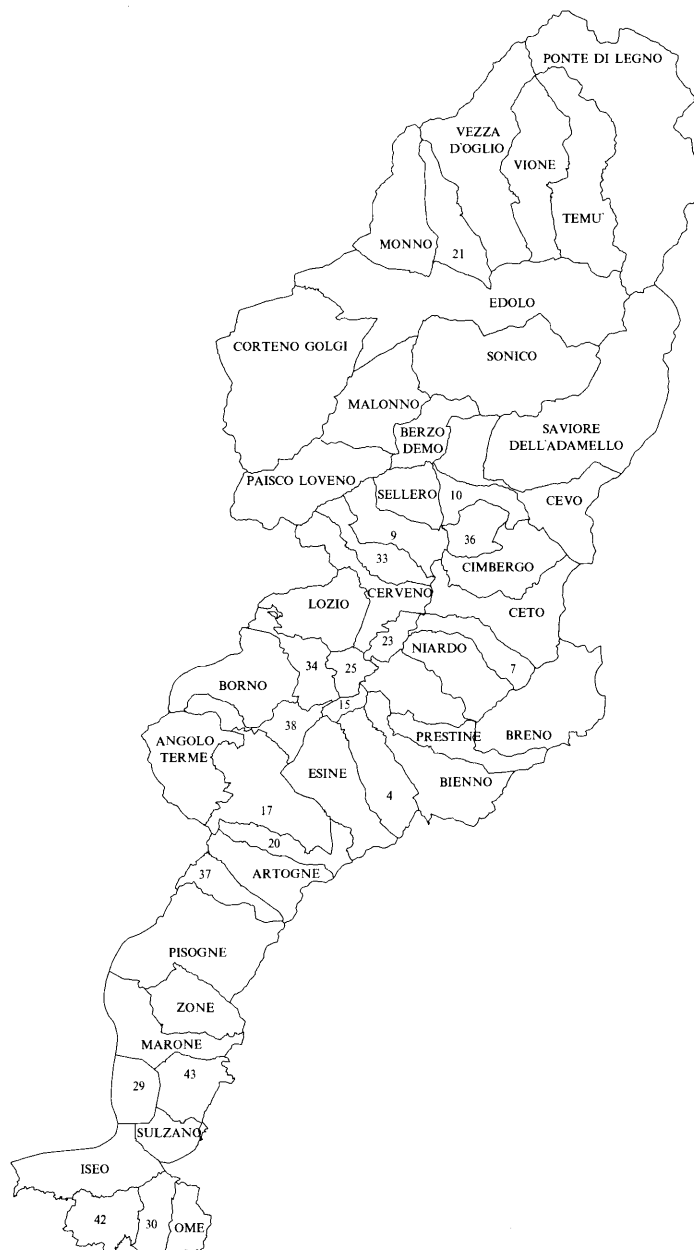 PONTE DI LEGNO
VEZZA
D'OGLIO
VIONE
TEMU'
MONNO
21
EDOLO
CORTENO GOLGI
SONICO
MALONNO
BERZO
DEMO
SAVIORE
DELL'ADAMELLO
PAISCO LOVENO
SELLERO
10
CEVO
9
36
33
CIMBERGO
CERVENO
LOZIO
CETO
23
NIARDO
34
25
7
BORNO
15
38
PRESTINE
BRENO
ANGOLO
TERME
ESINE
BIENNO
4
17
20
37
ARTOGNE
PISOGNE
ZONE
MARONE
29
43
SULZANO
ISEO
42
30
OME